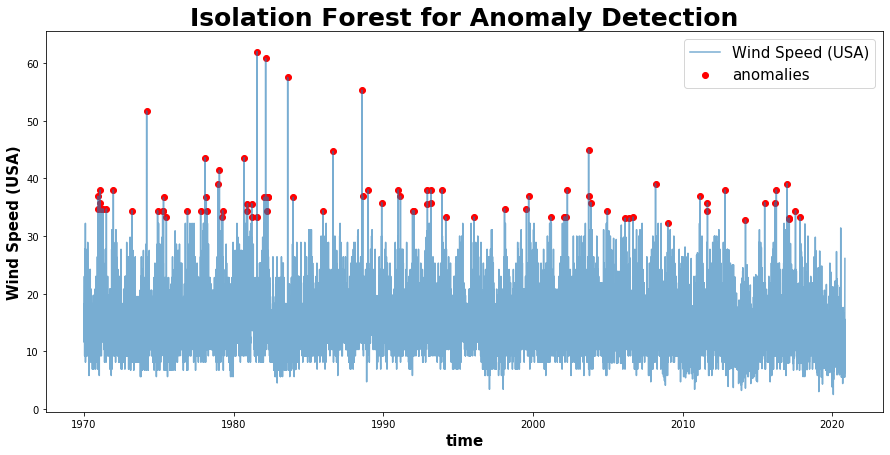 Isolation Forest for Anomaly Detection
Wind Speed (USA)
anomalies
Wind Speed (USA)
60
50
40
30
20
10
0
1970 1980 1990 2000 2010 2020
time